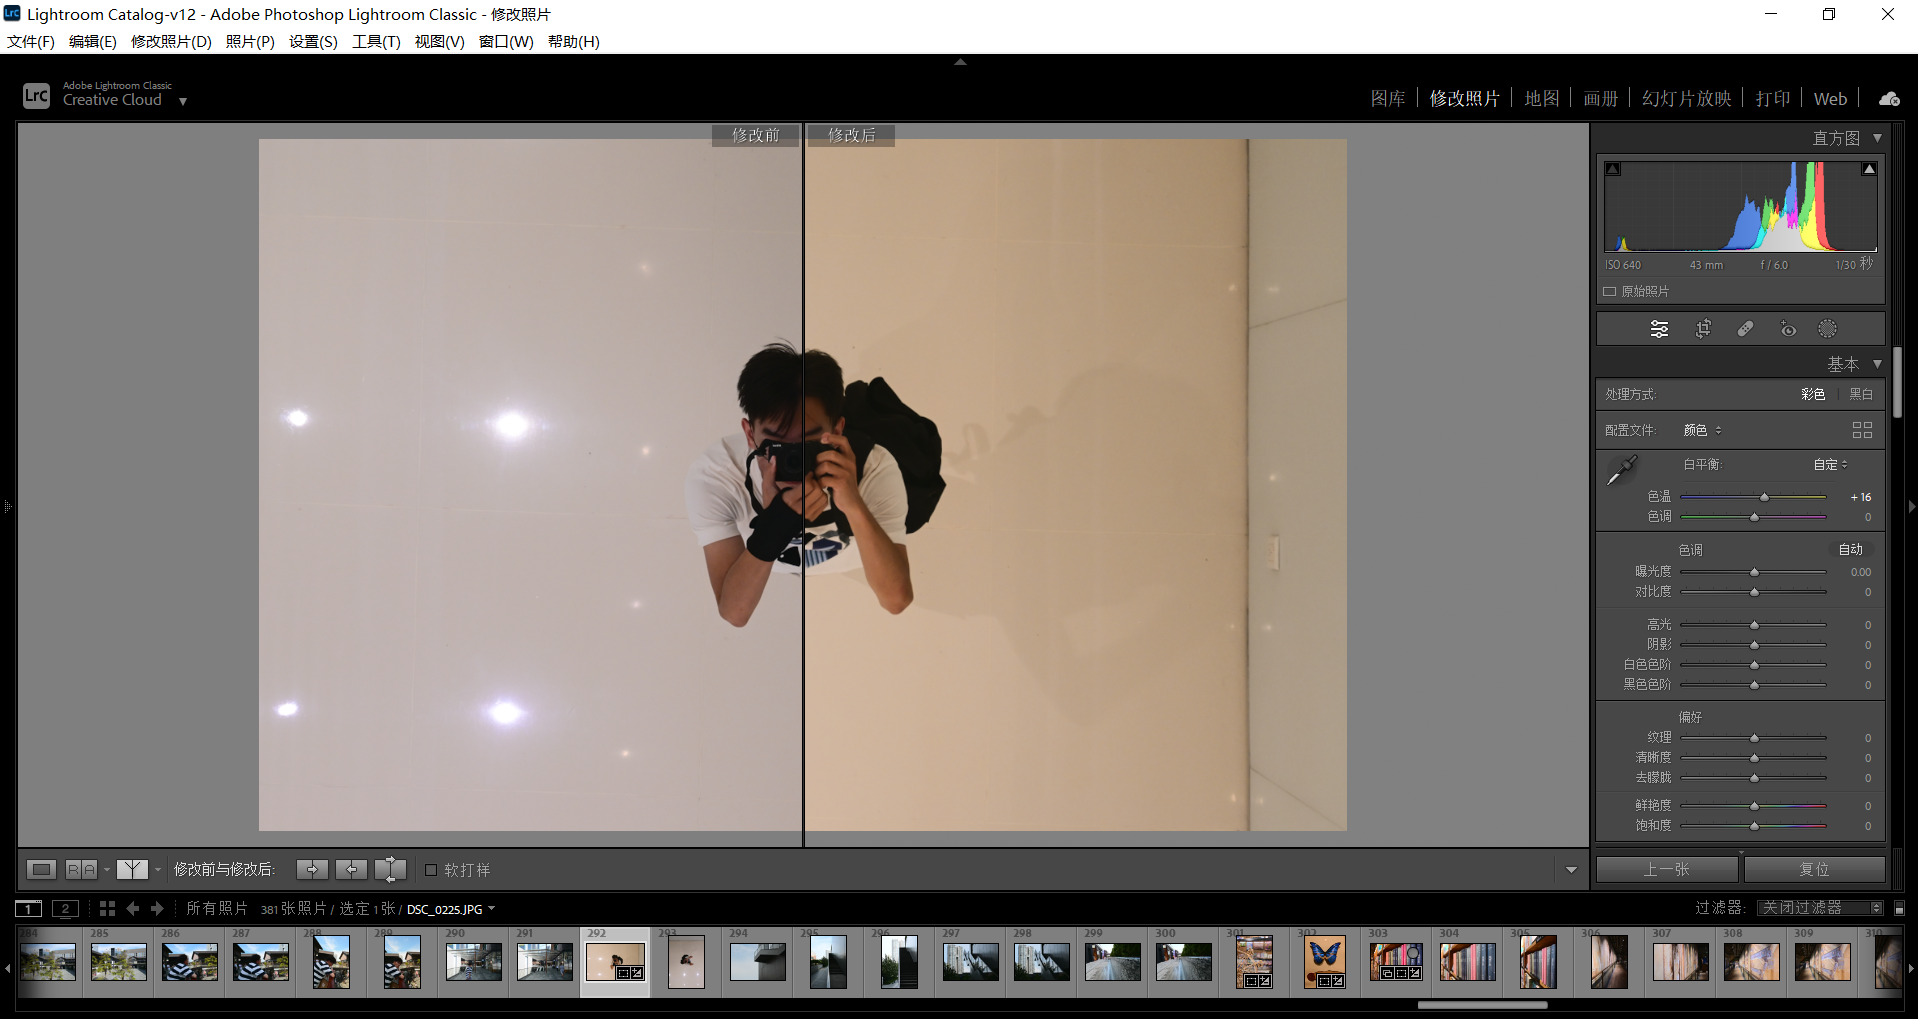 Lightroom Catalog-v12 - Adobe Photoshop Lightroom Classic - 修改照片
文件(F) 编辑(E) 修改照片(D) 照片(P) 设置(S) 工具(T) 视图(V) 窗口(W) 帮助(H)
LrC
Adobe Lightroom Classic
Creative Cloud
图库 修改照片 地图 画册 幻灯片放映 打印 Web
修改前 修改后
直方图
ISO 640 43 mm f / 6.0 1/30 秒
原始照片
基本
处理方式: 彩色 黑白
配置文件: 颜色
白平衡: 自定
色温 + 16
色调 0
色调 自动
曝光度 0.00
对比度 0
高光 0
阴影 0
白色色阶 0
黑色色阶 0
偏好
纹理 0
清晰度 0
去朦胧 0
鲜艳度 0
饱和度 0
R A 修改前与修改后: 软打样
上一张 复位
1 2 所有照片 381张照片 / 选定 1张 / DSC_0225.JPG 过滤器: 关闭过滤器
284 285 286 287 288 289 290 291 292 293 294 295 296 297 298 299 300 301 302 303 304 305 306 307 308 309 310